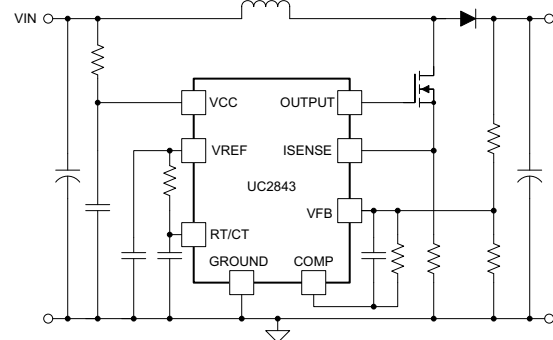 VIN
VCC
OUTPUT
VREF
ISENSE
UC2843
VFB
RT/CT
GROUND
COMP